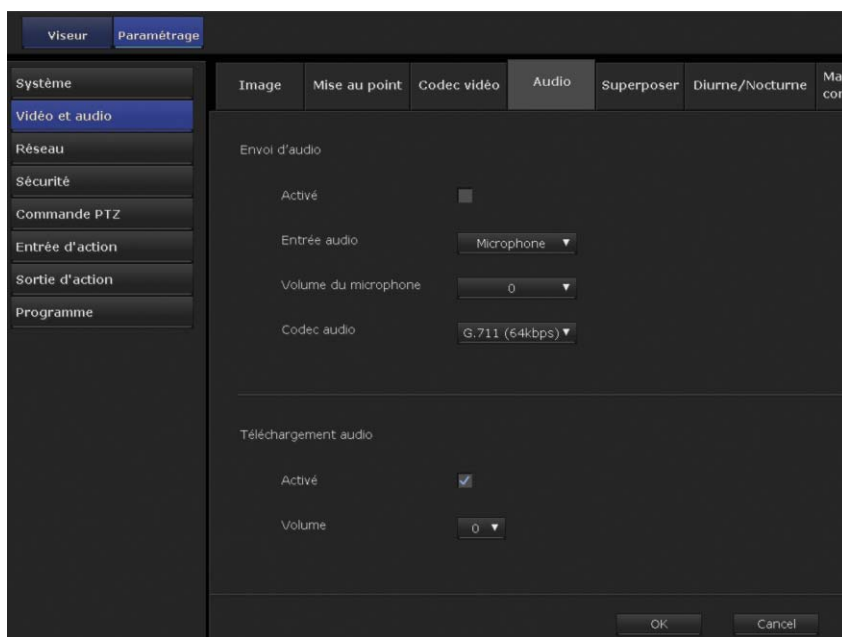 Viseur Paramétrage
Système
Vidéo et audio
Réseau
Sécurité
Commande PTZ
Entrée d'action
Sortie d'action
Programme
Image Mise au point Codec vidéo Audio Superposer Diurne/Nocturne
Envoi d'audio
Activé
Entrée audio Microphone
Volume du microphone 0
Codec audio G.711 (64kbps)
Téléchargement audio
Activé
Volume 0
OK Cancel